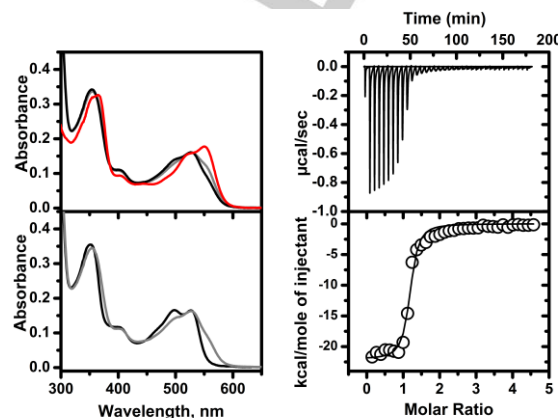 Time (min)
0 50 100 150 200
0.4
0.3
0.2
0.1
0.0
Absorbance
0.0
-0.2
-0.4
-0.6
-0.8
-1.0
µcal/sec
0.4
0.3
0.2
0.1
0.0
Absorbance
300 400 500 600
Wavelength, nm
0
-5
-10
-15
-20
kcal/mole of injectant
0 1 2 3 4 5
Molar Ratio